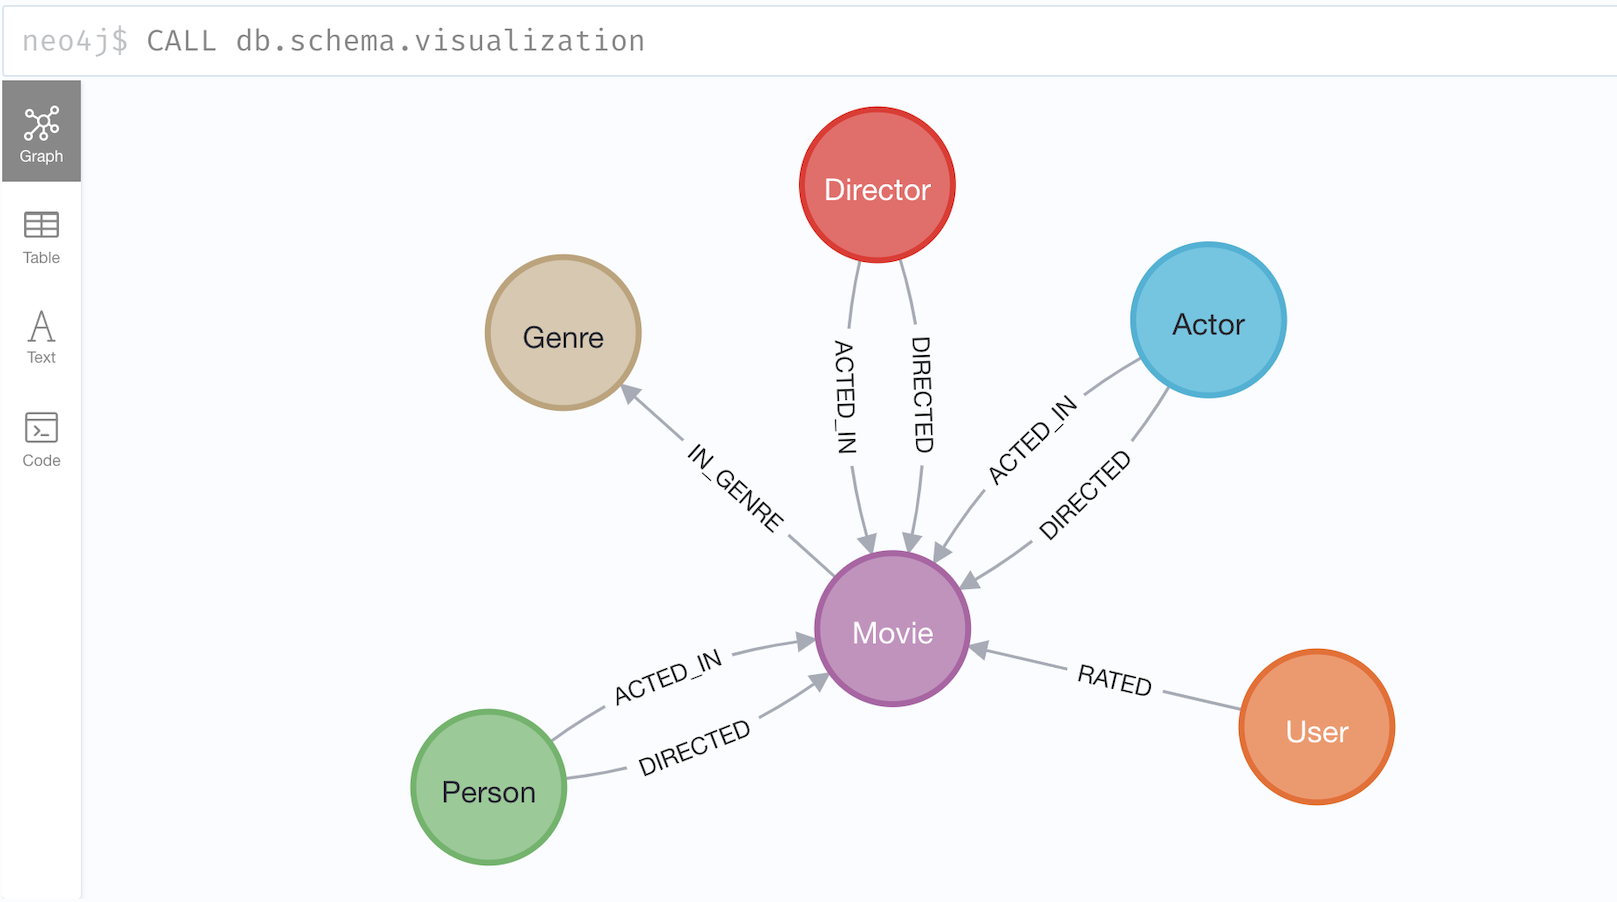 neo4j$ CALL db.schema.visualization
Graph
Table
Text
Code
Director
Genre
Actor
ACTED_IN
DIRECTED
ACTED_IN
DIRECTED
IN_GENRE
Movie
ACTED_IN
DIRECTED
RATED
User
Person